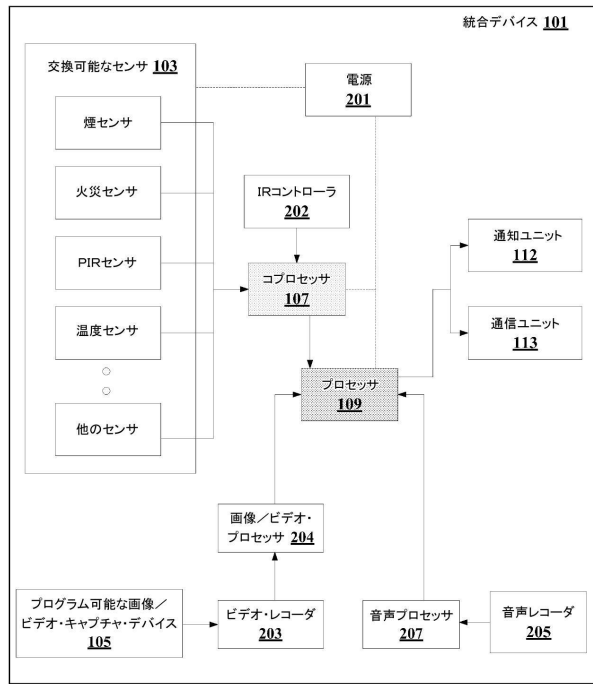 統合デバイス 101
交換可能なセンサ 103
煙センサ
火災センサ
PIRセンサ
温度センサ
他のセンサ
電源
201
IRコントローラ
202
コプロセッサ
107
プロセッサ
109
通知ユニット
112
通信ユニット
113
画像／ビデオ・
プロセッサ 204
プログラム可能な画像／
ビデオ・キャプチャ・デバイス
105
ビデオ・レコーダ
203
音声プロセッサ
207
音声レコーダ
205